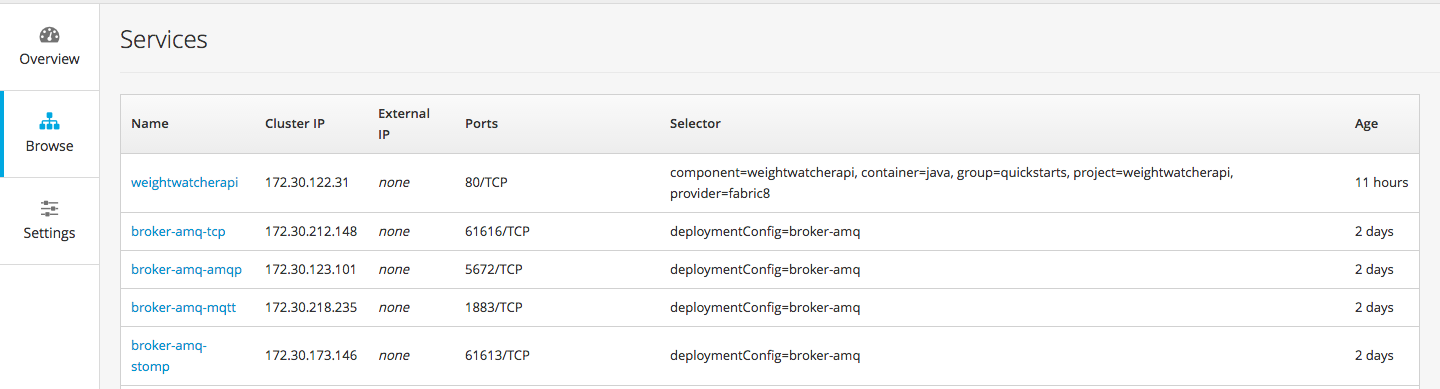 Overview
Browse
Settings
Services
Name Cluster IP External IP Ports Selector Age
weightwatcherapi 172.30.122.31 none 80/TCP component=weightwatcherapi, container=java, group=quickstarts, project=weightwatcherapi, 11 hours
provider=fabric8
broker-amq-tcp 172.30.212.148 none 61616/TCP deploymentConfig=broker-amq 2 days
broker-amq-amqp 172.30.123.101 none 5672/TCP deploymentConfig=broker-amq 2 days
broker-amq-mqtt 172.30.218.235 none 1883/TCP deploymentConfig=broker-amq 2 days
broker-amq-
stomp 172.30.173.146 none 61613/TCP deploymentConfig=broker-amq 2 days